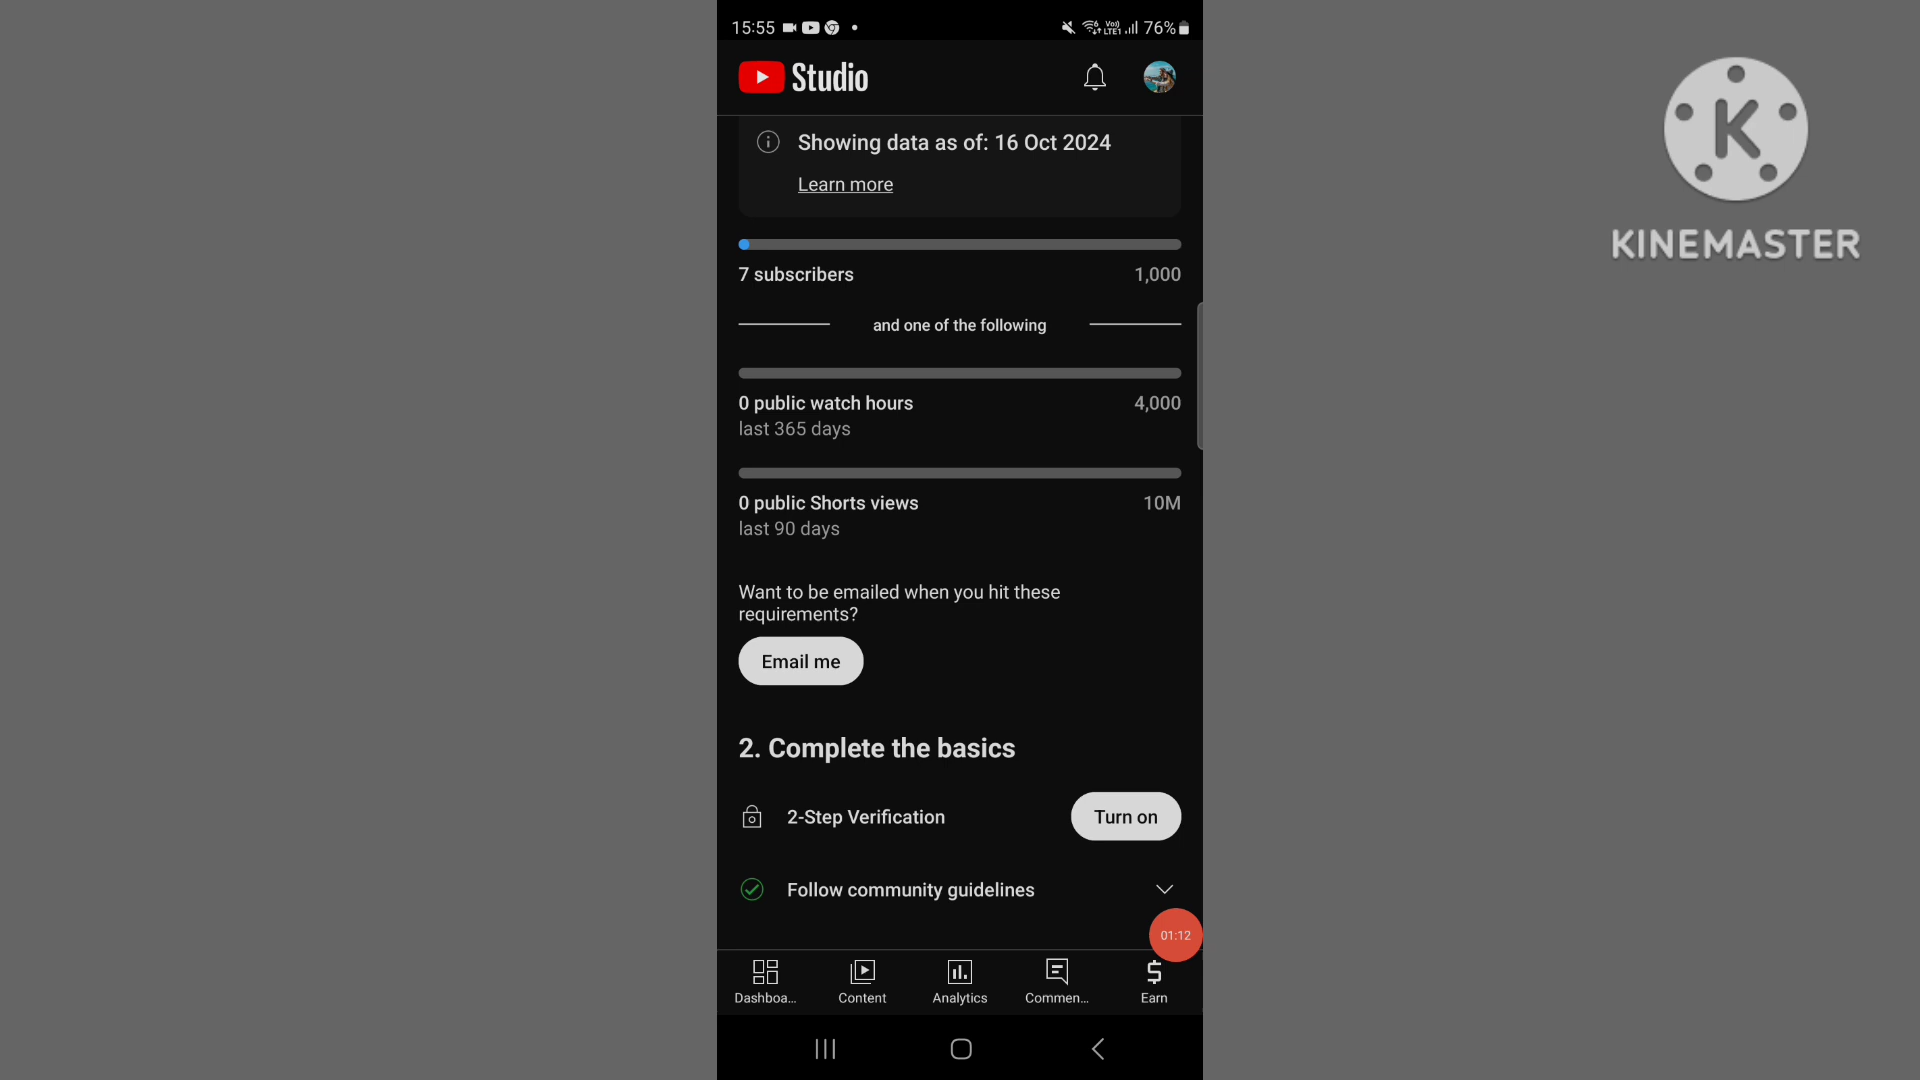 15:55
Vo)) LTE1 76%
Studio
Showing data as of: 16 Oct 2024
Learn more
7 subscribers 1,000
and one of the following
0 public watch hours 4,000
last 365 days
0 public Shorts views 10M
last 90 days
Want to be emailed when you hit these
requirements?
Email me
2. Complete the basics
2-Step Verification Turn on
Follow community guidelines
01:12
Dashboa... Content Analytics Commen... Earn
K
KINEMASTER